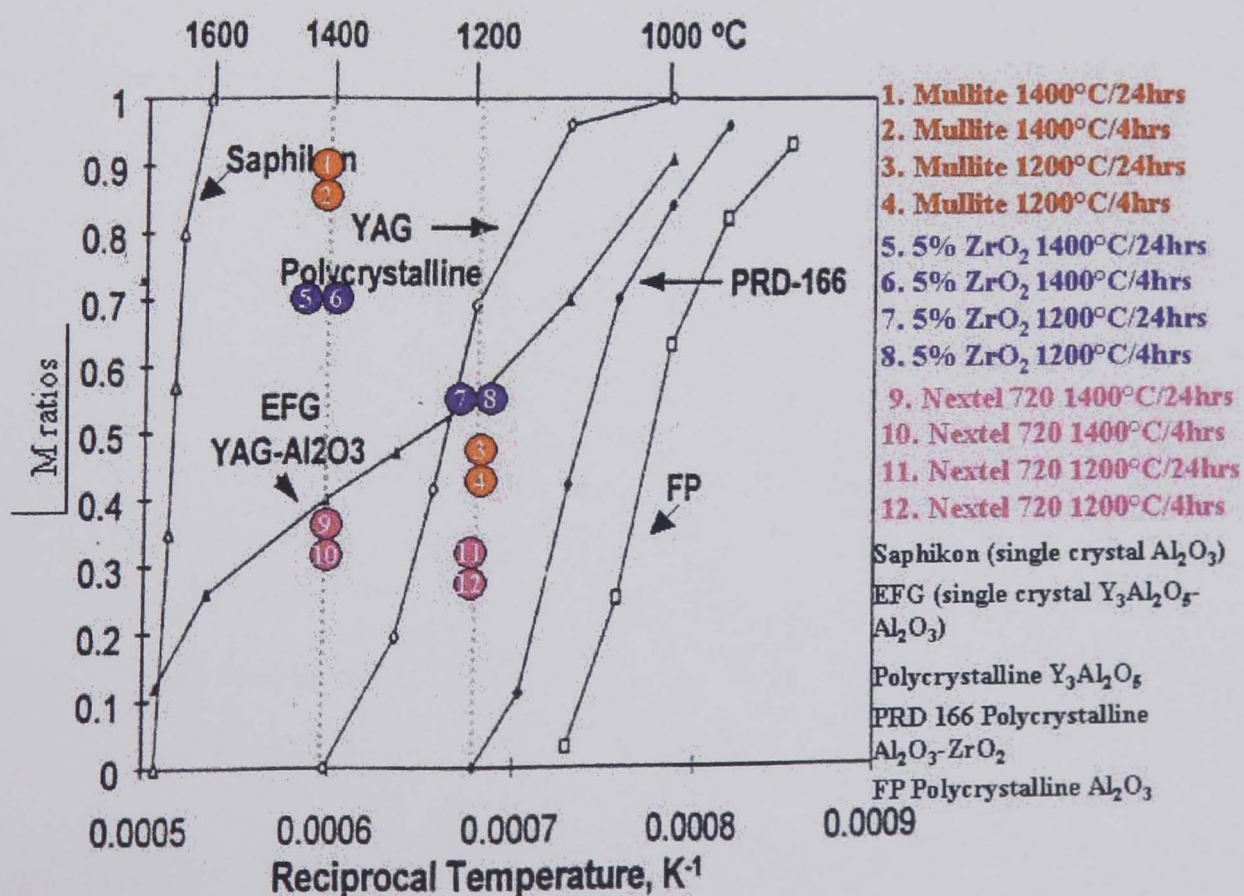 1600 1400 1200 1000 ºC
1
0.9
0.8
0.7
0.6
0.5
0.4
0.3
0.2
0.1
0
M ratios
Saphikon
1
2
YAG
Polycrystalline
5 6
PRD-166
EFG
YAG-Al2O3
7 8
3
4
FP
9
10
11
12
0.0005 0.0006 0.0007 0.0008 0.0009
Reciprocal Temperature, K⁻¹
1. Mullite 1400°C/24hrs
2. Mullite 1400°C/4hrs
3. Mullite 1200°C/24hrs
4. Mullite 1200°C/4hrs
5. 5% ZrO₂ 1400°C/24hrs
6. 5% ZrO₂ 1400°C/4hrs
7. 5% ZrO₂ 1200°C/24hrs
8. 5% ZrO₂ 1200°C/4hrs
9. Nextel 720 1400°C/24hrs
10. Nextel 720 1400°C/4hrs
11. Nextel 720 1200°C/24hrs
12. Nextel 720 1200°C/4hrs
Saphikon (single crystal Al₂O₃)
EFG (single crystal Y₃Al₂O₅-
Al₂O₃)
Polycrystalline Y₃Al₂O₅
PRD 166 Polycrystalline
Al₂O₃-ZrO₂
FP Polycrystalline Al₂O₃